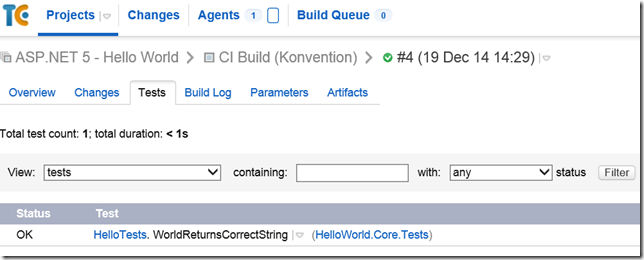 TC Projects Changes Agents 1 Build Queue 0
ASP.NET 5 - Hello World > CI Build (Konvention) > #4 (19 Dec 14 14:29)
Overview Changes Tests Build Log Parameters Artifacts
Total test count: 1; total duration: < 1s
View: tests containing: with: any status Filter
Status Test
OK HelloTests. WorldReturnsCorrectString (HelloWorld.Core.Tests)